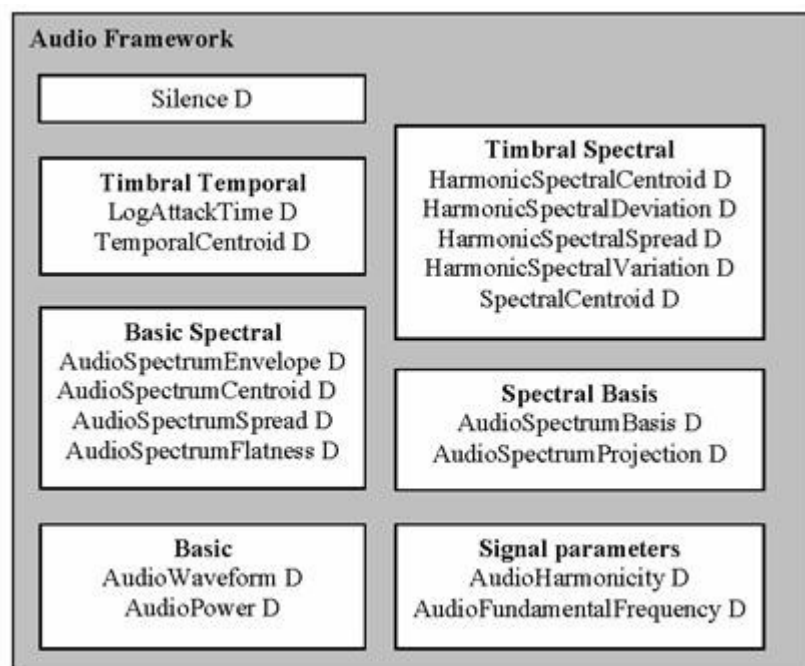 Audio Framework
Silence D
Timbral Temporal
LogAttackTime D
TemporalCentroid D
Timbral Spectral
HarmonicSpectralCentroid D
HarmonicSpectralDeviation D
HarmonicSpectralSpread D
HarmonicSpectralVariation D
SpectralCentroid D
Basic Spectral
AudioSpectrumEnvelope D
AudioSpectrumCentroid D
AudioSpectrumSpread D
AudioSpectrumFlatness D
Spectral Basis
AudioSpectrumBasis D
AudioSpectrumProjection D
Basic
AudioWaveform D
AudioPower D
Signal parameters
AudioHarmonicity D
AudioFundamentalFrequency D